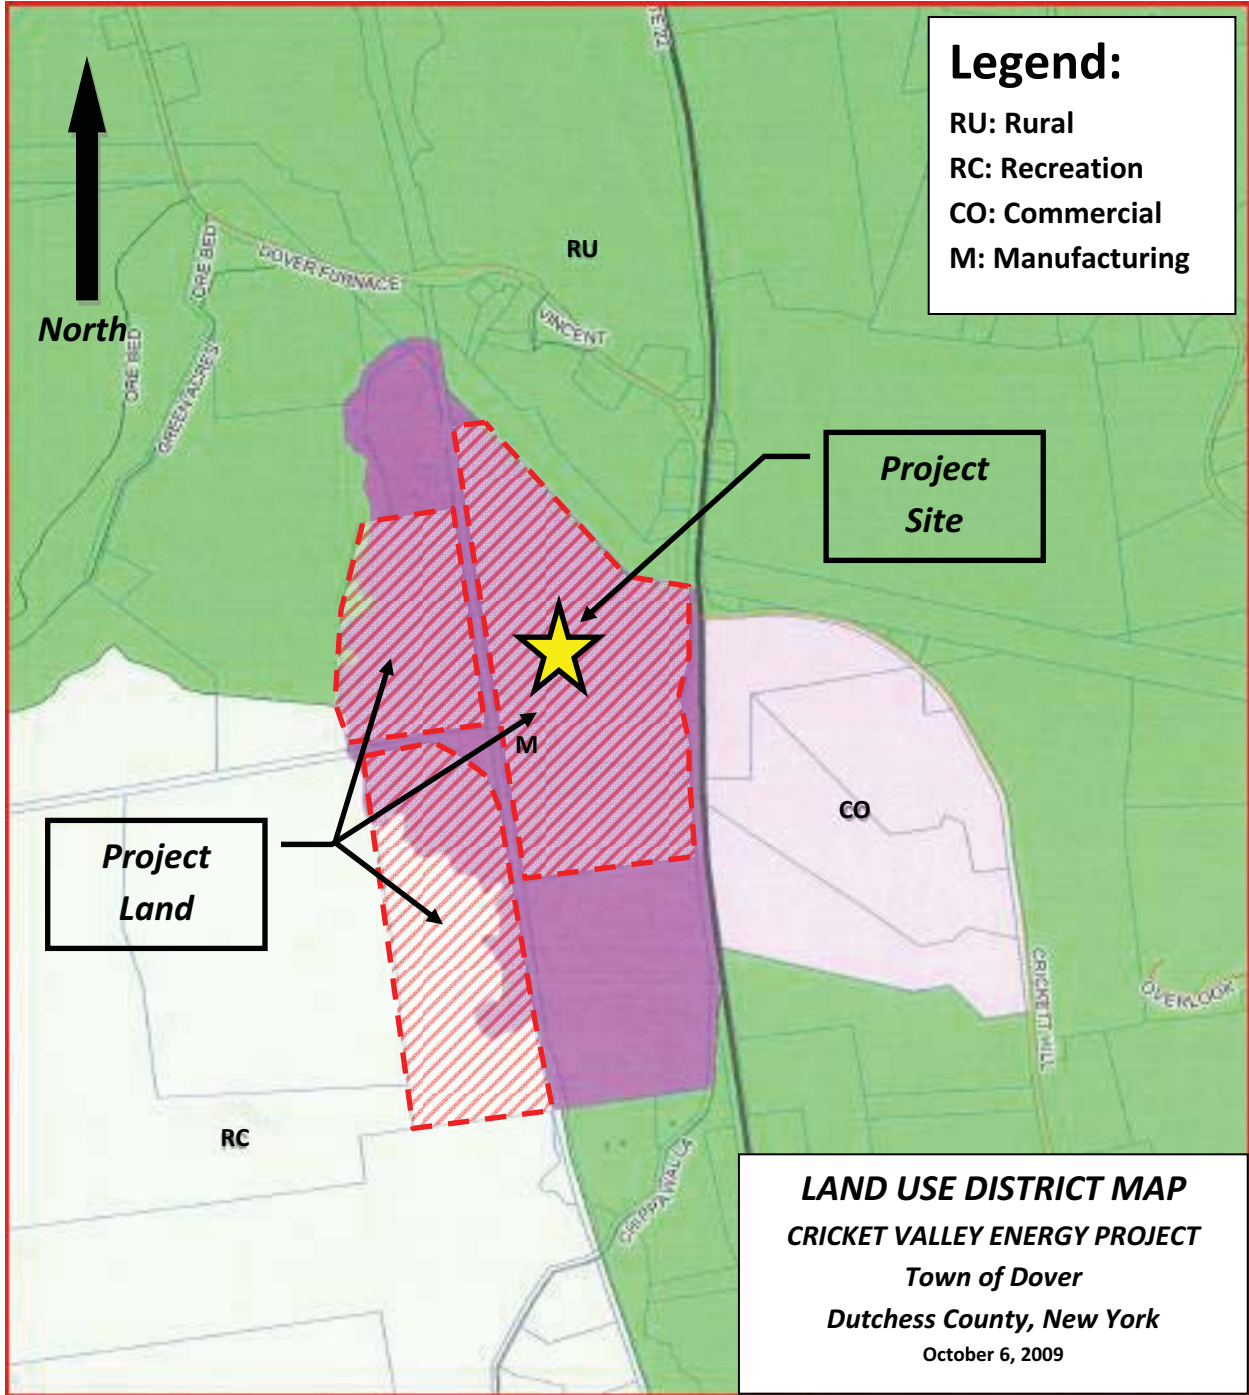 Legend:
RU: Rural
RC: Recreation
CO: Commercial
M: Manufacturing
North
RU
ORE BED
DOVER FURNACE
VINCENT
ORE BED
GREEN ACRES
Project
Site
M
CO
Project
Land
OVERLOOK
CRICKETT HILL
RC
CHIPPAWALLA
LAND USE DISTRICT MAP
CRICKET VALLEY ENERGY PROJECT
Town of Dover
Dutchess County, New York
October 6, 2009